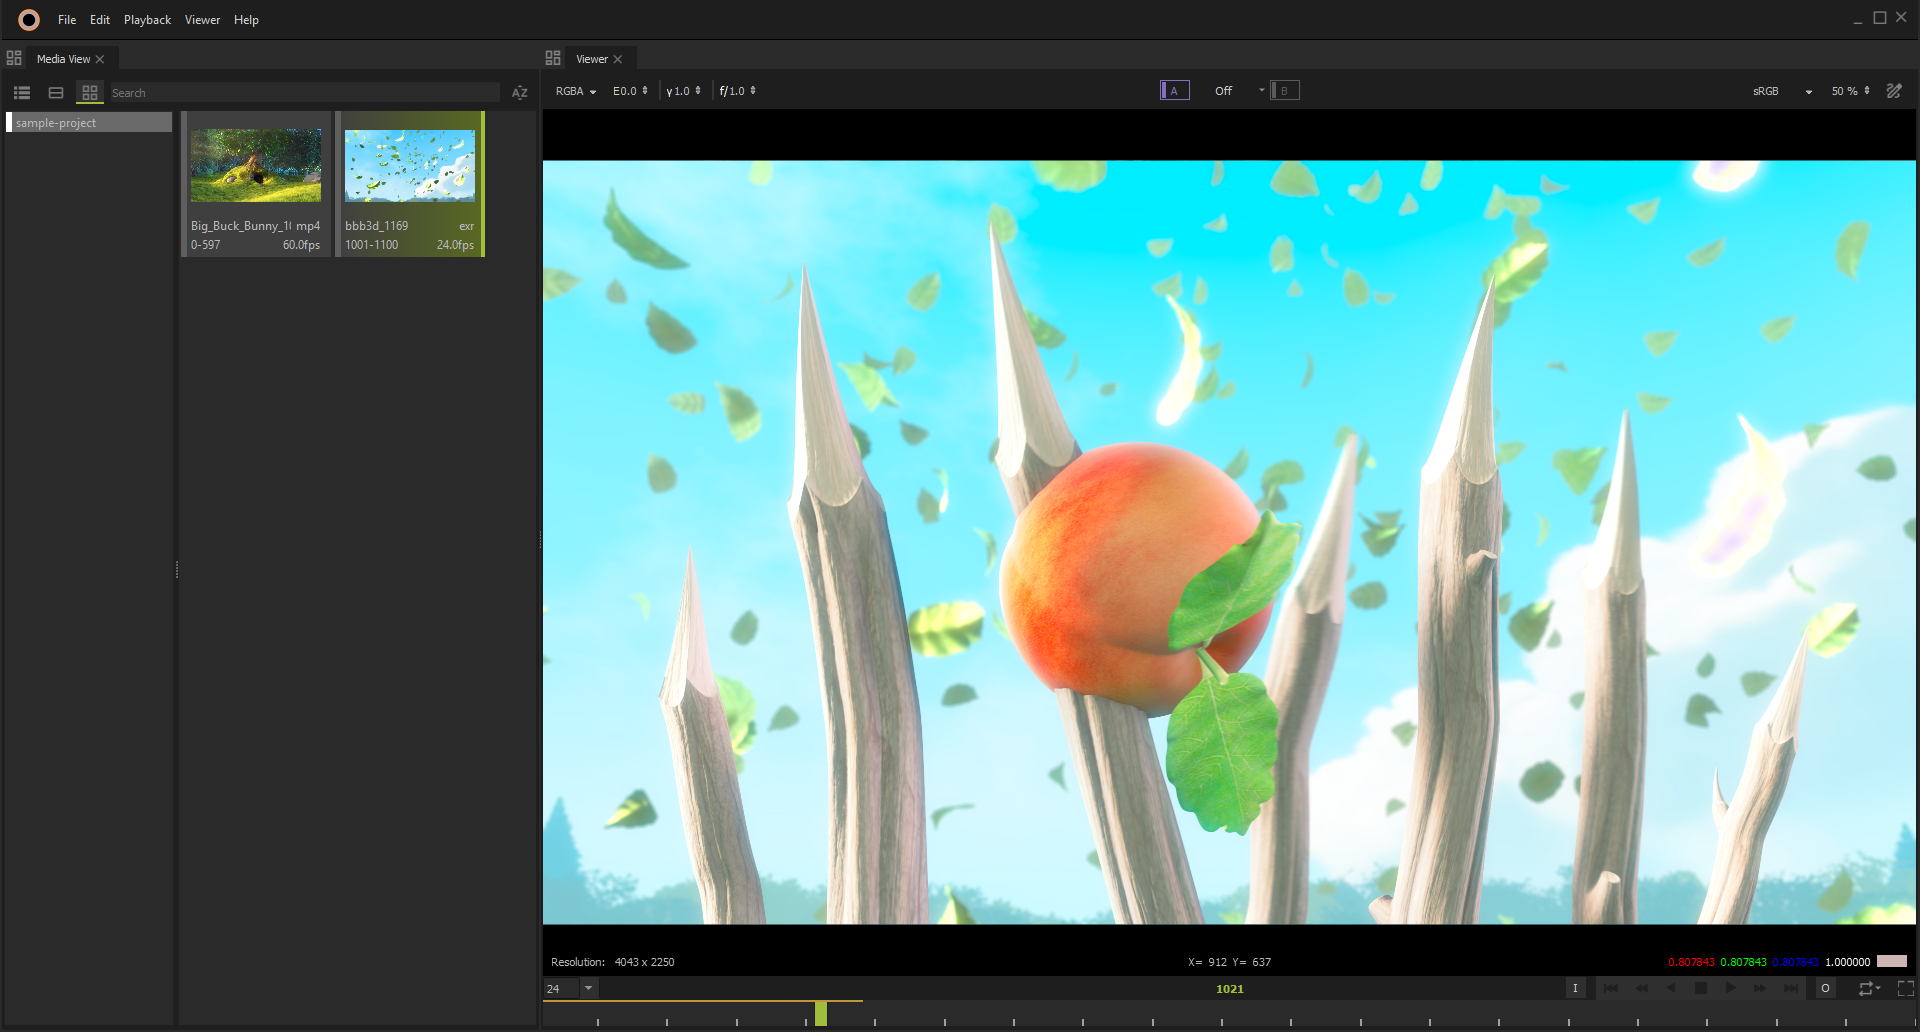 File Edit Playback Viewer Help
Media View
Viewer
Search
AZ
RGBA E0.0 γ 1.0 f/1.0 A Off B sRGB 50 %
sample-project
Big_Buck_Bunny_1 mp4
0-597 60.0fps
bbb3d_1169 exr
1001-1100 24.0fps
Resolution: 4043 x 2250
X= 912 Y= 637
0.807843 0.807843 0.807843 1.000000
24 1021 I O